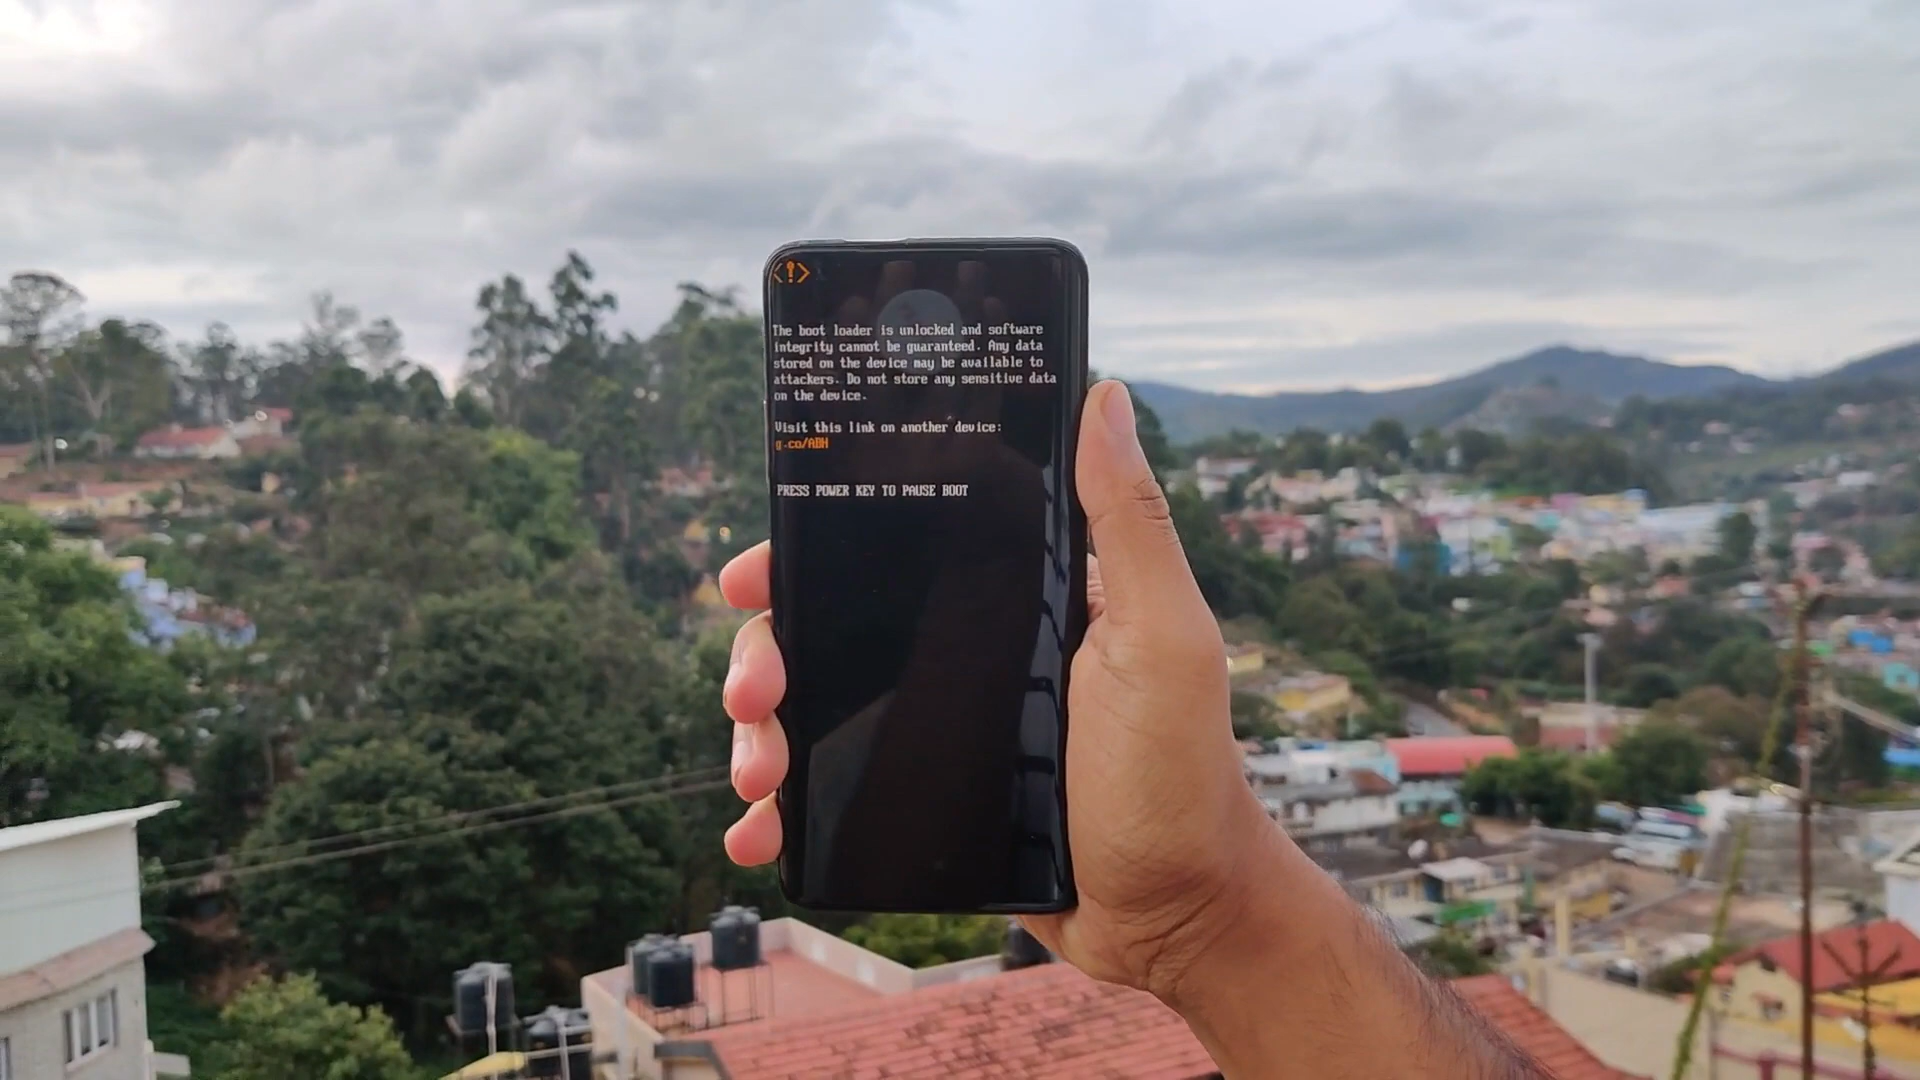 <!>
The boot loader is unlocked and software
integrity cannot be guaranteed. Any data
stored on the device may be available to
attackers. Do not store any sensitive data
on the device.
Visit this link on another device:
g.co/ABH
PRESS POWER KEY TO PAUSE BOOT